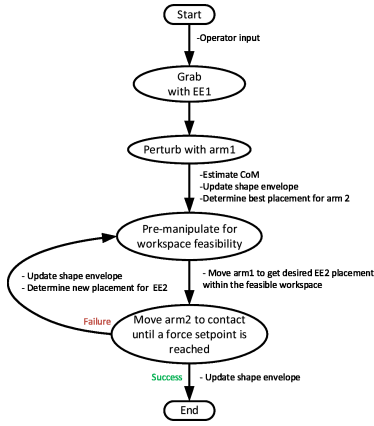 Start
-Operator input
Grab
with EE1
Perturb with arm1
-Estimate CoM
-Update shape envelope
-Determine best placement for arm 2
Pre-manipulate for
workspace feasibility
- Update shape envelope
- Determine new placement for EE2
- Move arm1 to get desired EE2 placement
within the feasible workspace
Failure
Move arm2 to contact
until a force setpoint is
reached
Success
- Update shape envelope
End